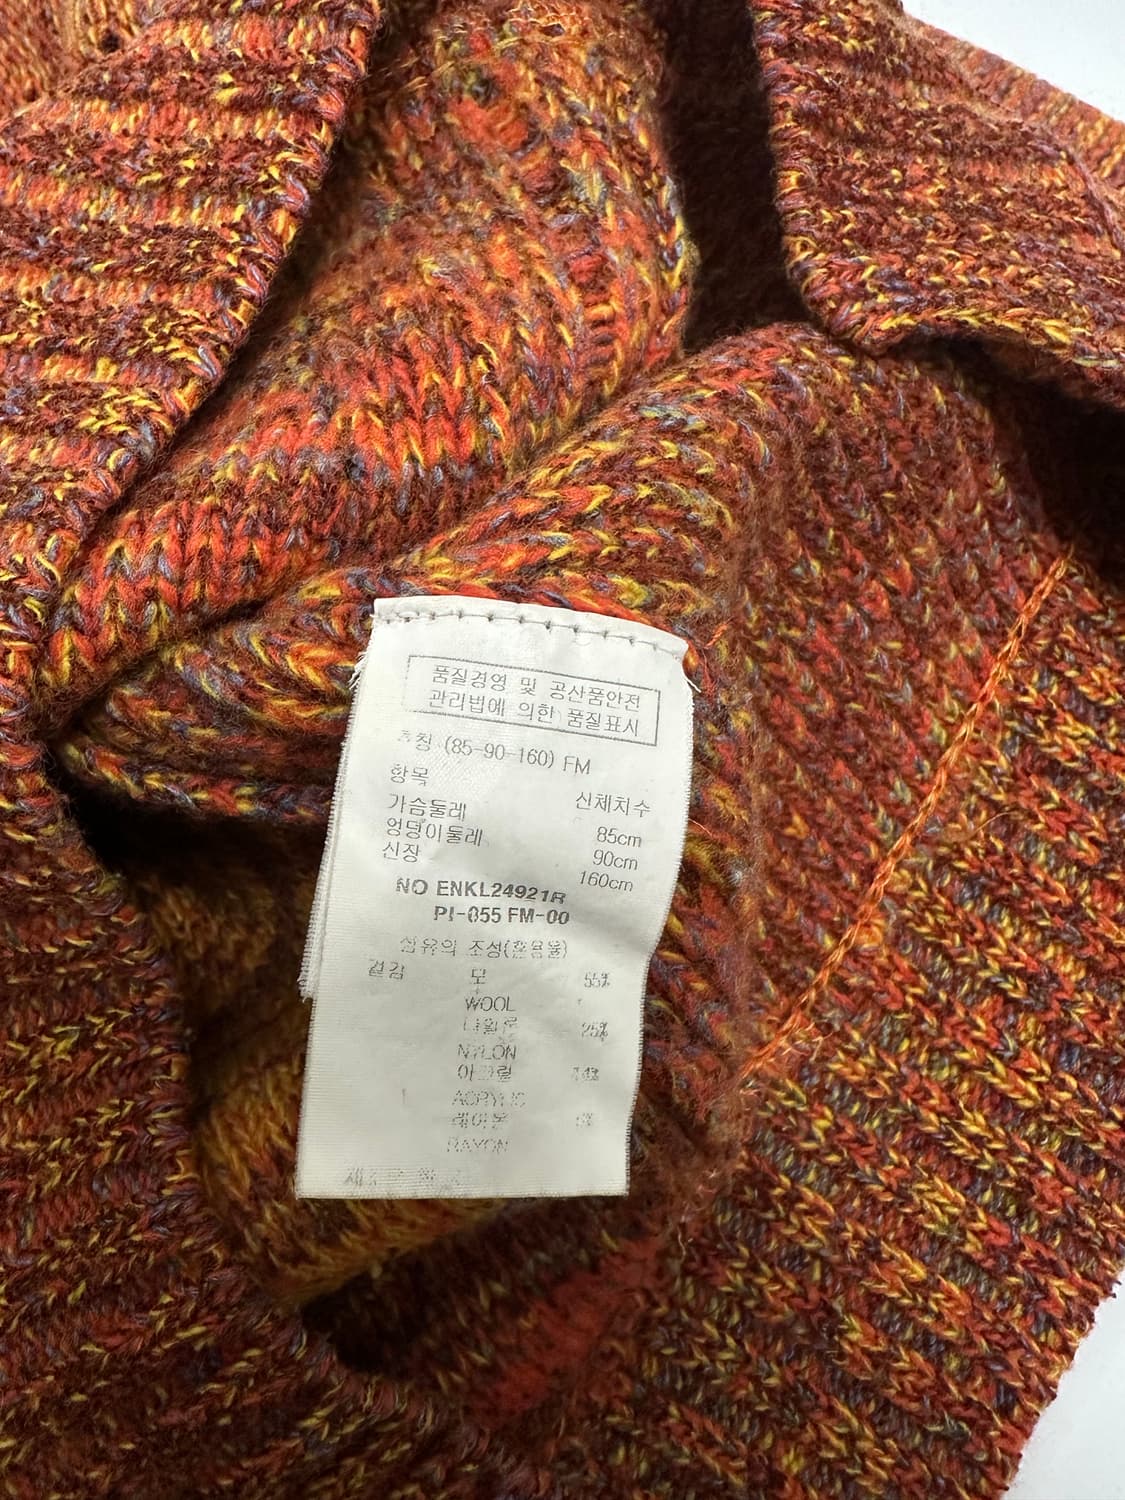 품질경영 및 공산품안전
관리법에 의한 품질표시
호칭 (85-90-160) FM
항목 신체치수
가슴둘레 85cm
엉덩이둘레 90cm
신장 160cm
NO ENKL24921R
PI-055 FM-00
섬유의 조성(혼용율)
겉감 모 55%
WOOL
나일론 25%
NYLON
아크릴 14%
ACRYLIC
레이온 6%
RAYON